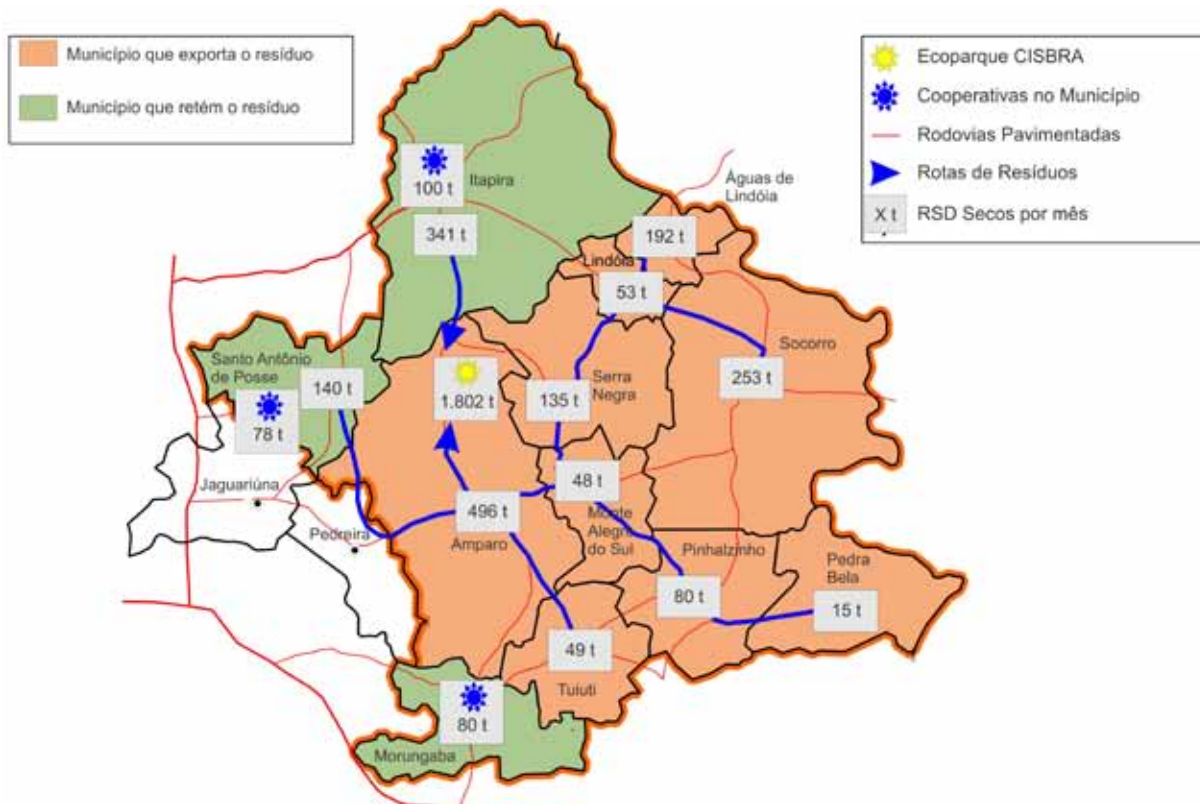 Município que exporta o resíduo
Município que retém o resíduo
Ecoparque CISBRA
Cooperativas no Município
Rodovias Pavimentadas
Rotas de Resíduos
X t
RSD Secos por mês
100 t
Itapira
341 t
Águas de
Lindóia
192 t
Lindóia
53 t
Socorro
253 t
Santo Antônio
de Posse
140 t
78 t
1.802 t
135 t
Serra
Negra
Jaguariúna
Pedreira
496 t
Amparo
48 t
Monte
Alegre
do Sul
Pinhalzinho
80 t
Pedra
Bela
15 t
49 t
Tuiuti
80 t
Morungaba